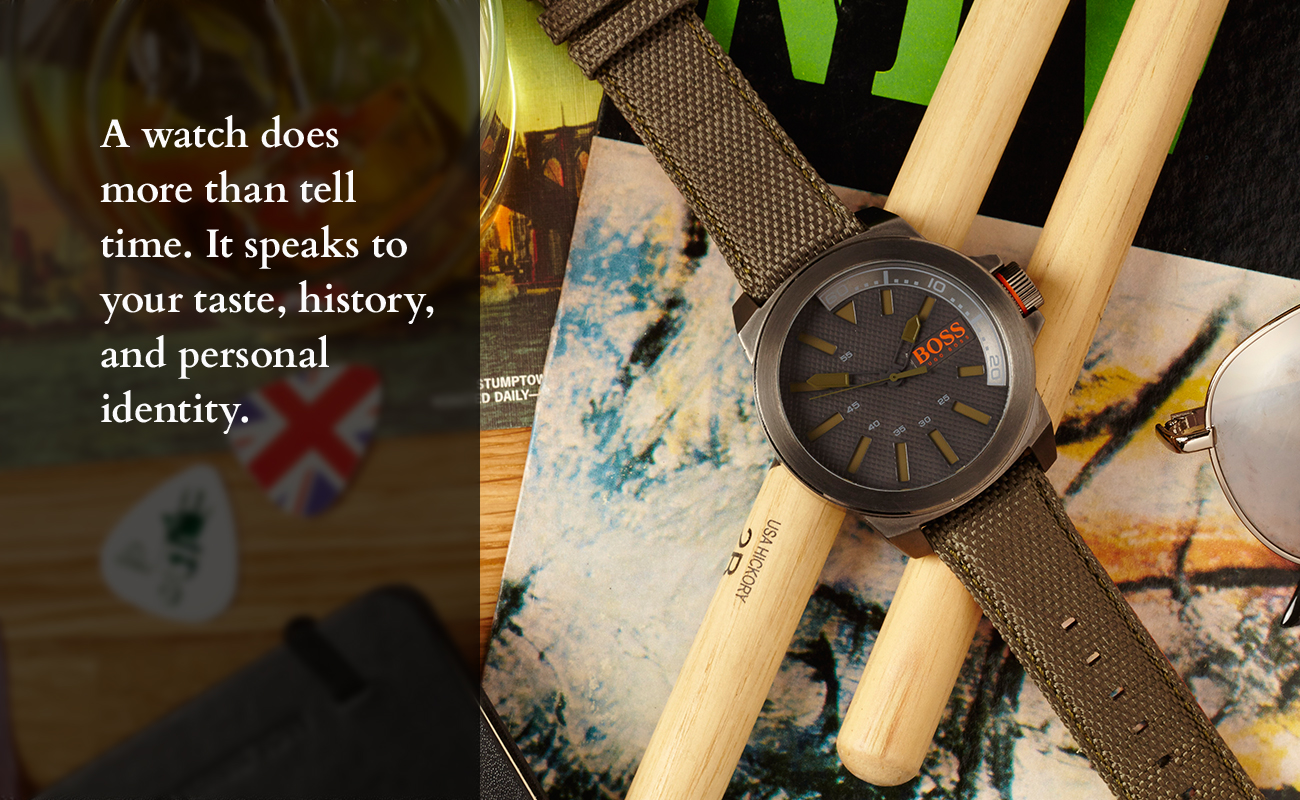 A watch does
more than tell
time. It speaks to
your taste, history,
and personal
identity.
STUMPTOW
D DAILY—
10
BOSS
20
55
45
40
35
30
25
USA HICKORY